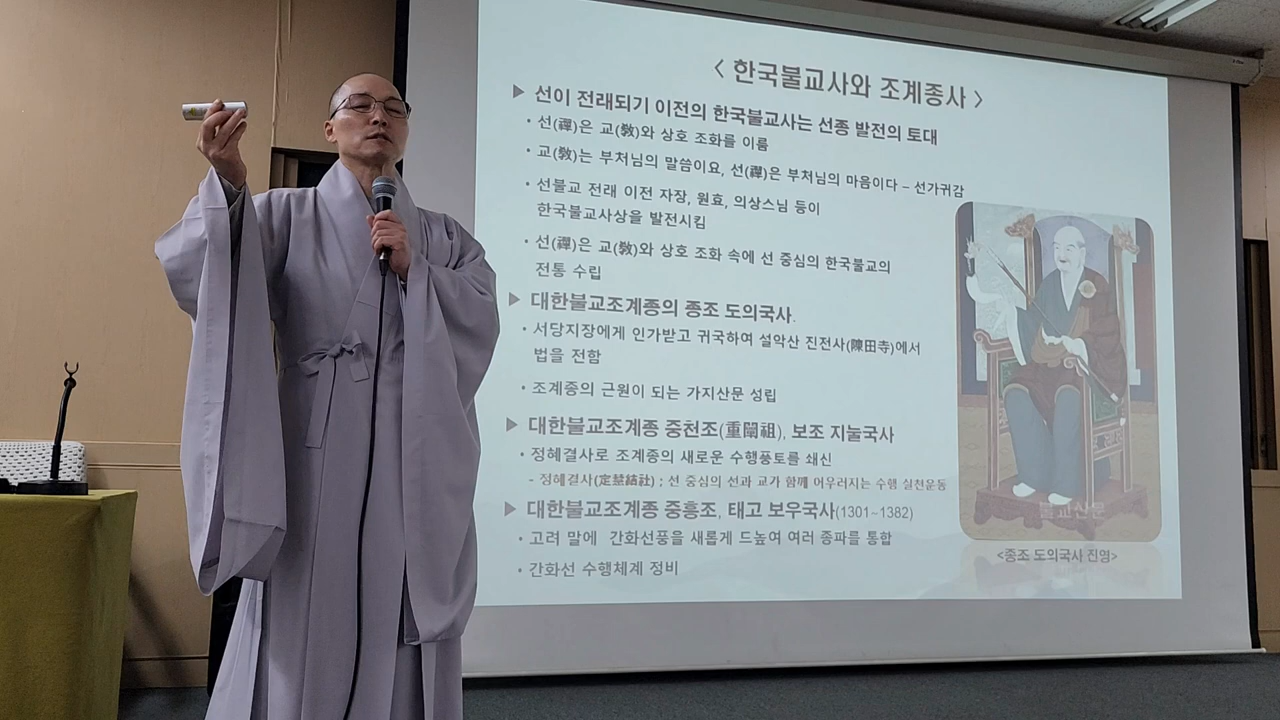 < 한국불교사와 조계종사 >
▶ 선이 전래되기 이전의 한국불교사는 선종 발전의 토대
• 선(禪)은 교(敎)와 상호 조화를 이룸
• 교(敎)는 부처님의 말씀이요, 선(禪)은 부처님의 마음이다 – 선가귀감
• 선불교 전래 이전 자장, 원효, 의상스님 등이
한국불교사상을 발전시킴
• 선(禪)은 교(敎)와 상호 조화 속에 선 중심의 한국불교의
전통 수립
▶ 대한불교조계종의 종조 도의국사.
• 서당지장에게 인가받고 귀국하여 설악산 진전사(陳田寺)에서
법을 전함
• 조계종의 근원이 되는 가지산문 성립
▶ 대한불교조계종 중천조(重闡祖), 보조 지눌국사
• 정혜결사로 조계종의 새로운 수행풍토를 쇄신
- 정혜결사(定慧結社) : 선 중심의 선과 교가 함께 어우러지는 수행 실천운동
▶ 대한불교조계종 중흥조, 태고 보우국사(1301~1382)
• 고려 말에 간화선풍을 새롭게 드높여 여러 종파를 통합
• 간화선 수행체계 정비
불교신문
<종조 도의국사 진영>